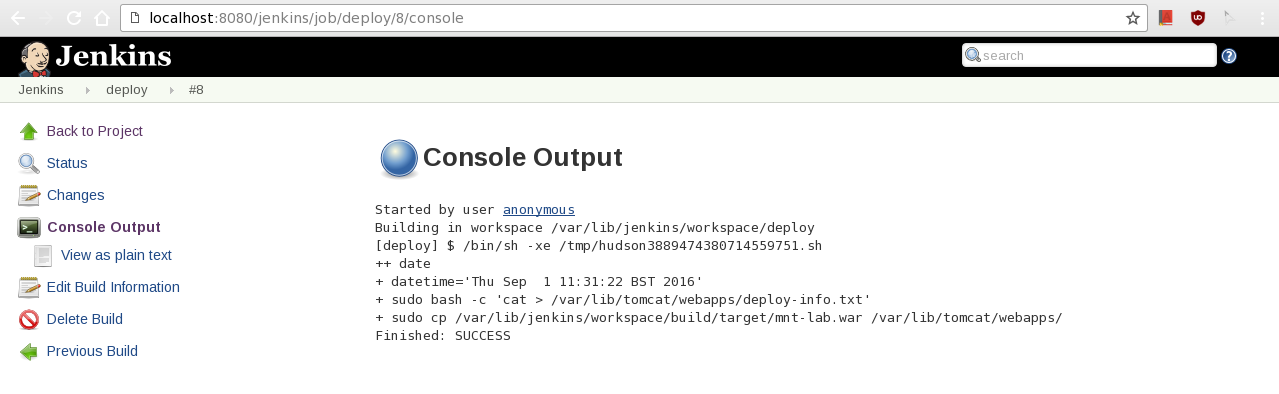 localhost:8080/jenkins/job/deploy/8/console
Jenkins
search
Jenkins deploy #8
Back to Project
Status
Changes
Console Output
View as plain text
Edit Build Information
Delete Build
Previous Build
Console Output
Started by user anonymous
Building in workspace /var/lib/jenkins/workspace/deploy
[deploy] $ /bin/sh -xe /tmp/hudson3889474380714559751.sh
++ date
+ datetime='Thu Sep  1 11:31:22 BST 2016'
+ sudo bash -c 'cat > /var/lib/tomcat/webapps/deploy-info.txt'
+ sudo cp /var/lib/jenkins/workspace/build/target/mnt-lab.war /var/lib/tomcat/webapps/
Finished: SUCCESS